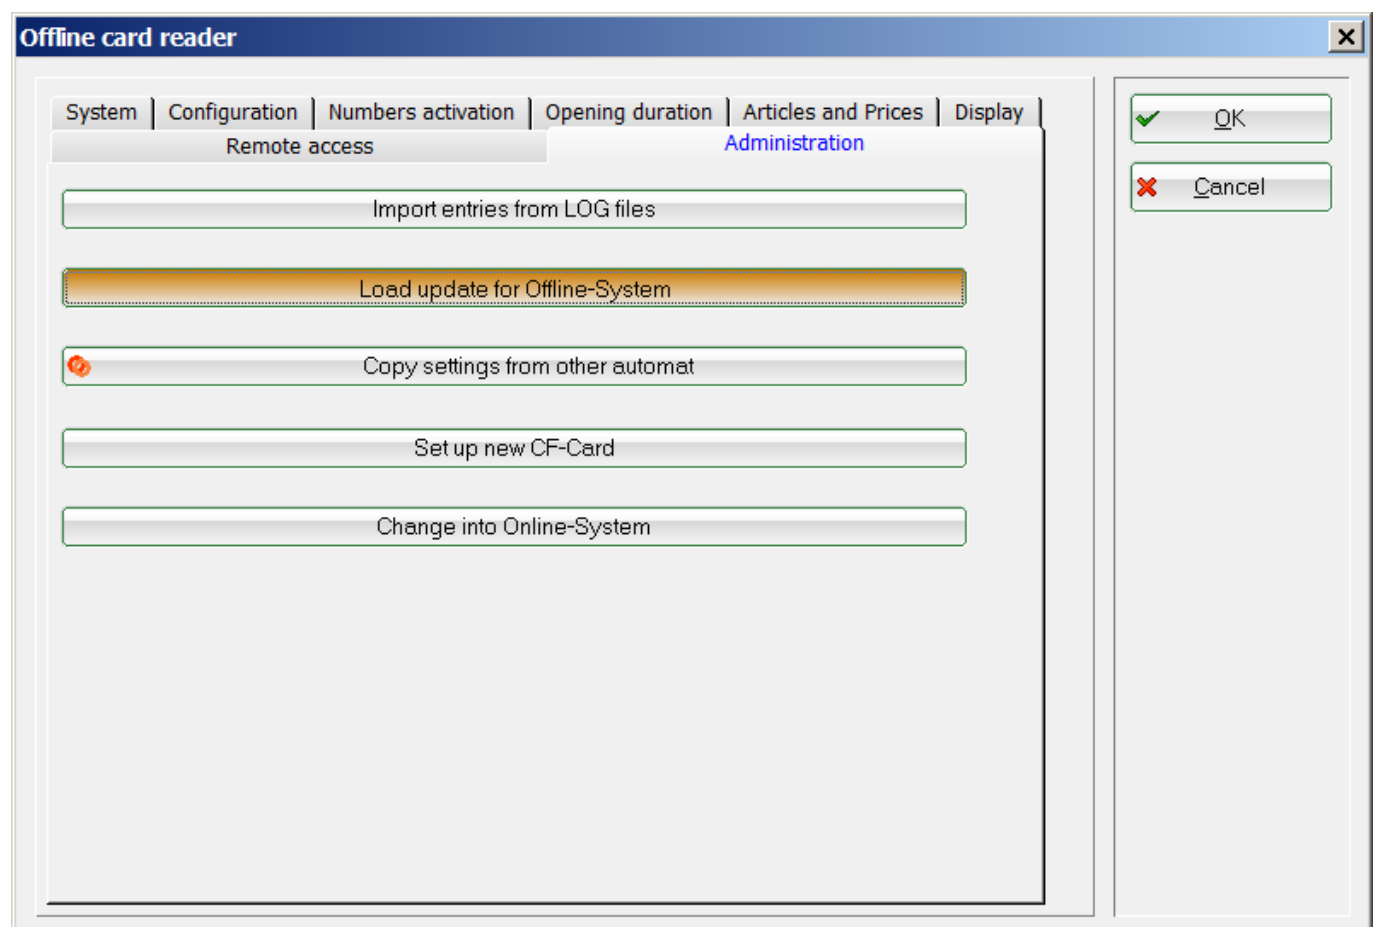 Offline card reader
System Configuration Numbers activation Opening duration Articles and Prices Display
Remote access Administration
OK
Cancel
Import entries from LOG files
Load update for Offline-System
Copy settings from other automat
Set up new CF-Card
Change into Online-System